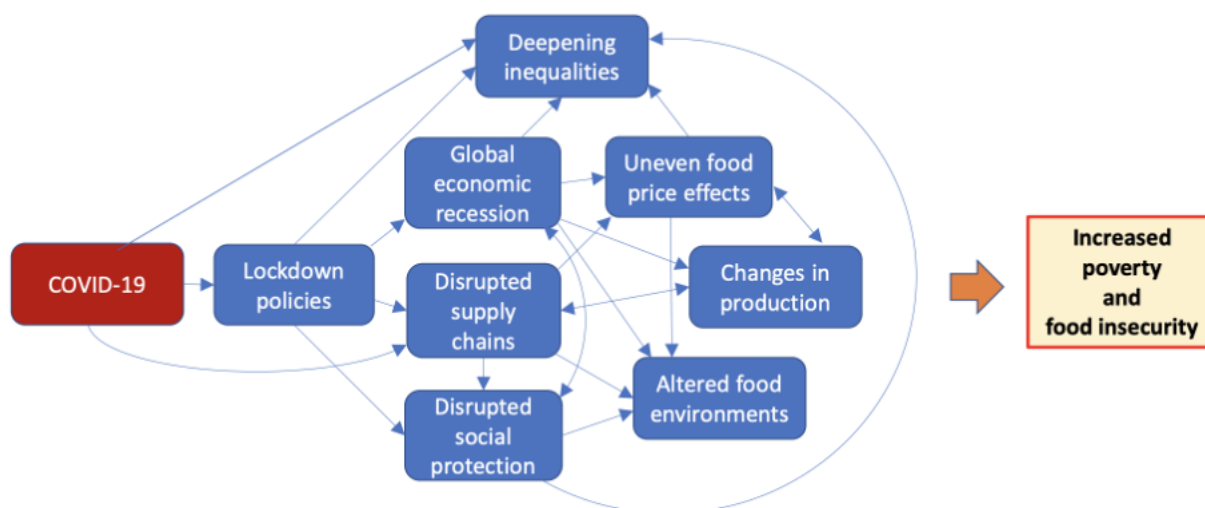 Deepening
inequalities
Global
economic
recession
Uneven food
price effects
COVID-19
Lockdown
policies
Disrupted
supply
chains
Changes in
production
Disrupted
social
protection
Altered food
environments
Increased
poverty
and
food insecurity